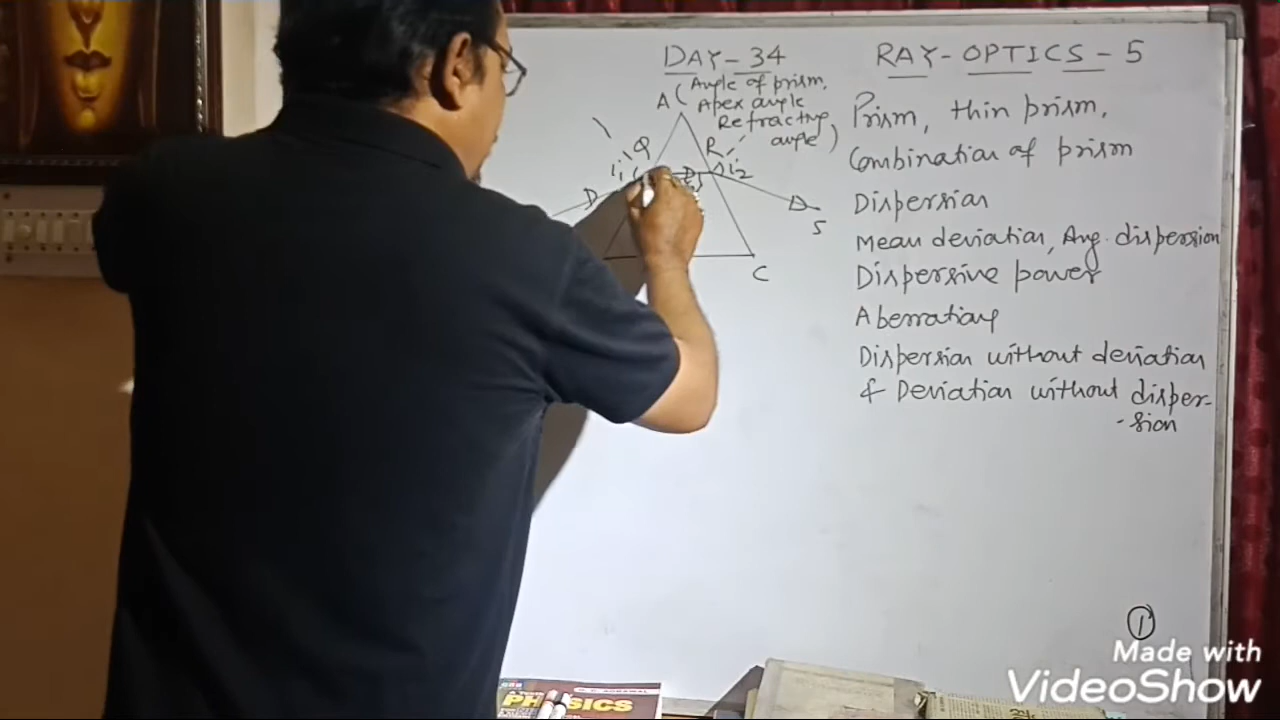 DAY-34
RAY-OPTICS-5
A (Angle of prism,
Apex angle
Refracting
angle)
Prism, thin prism,
Combination of prism
Dispersion
Mean deviation, Ang. dispersion
Dispersive power
Aberrations
Dispersion without deviation
& Deviation without disper-
-sion
Q
R
i1
i2
S
C
1
PHYSICS
Made with
VideoShow